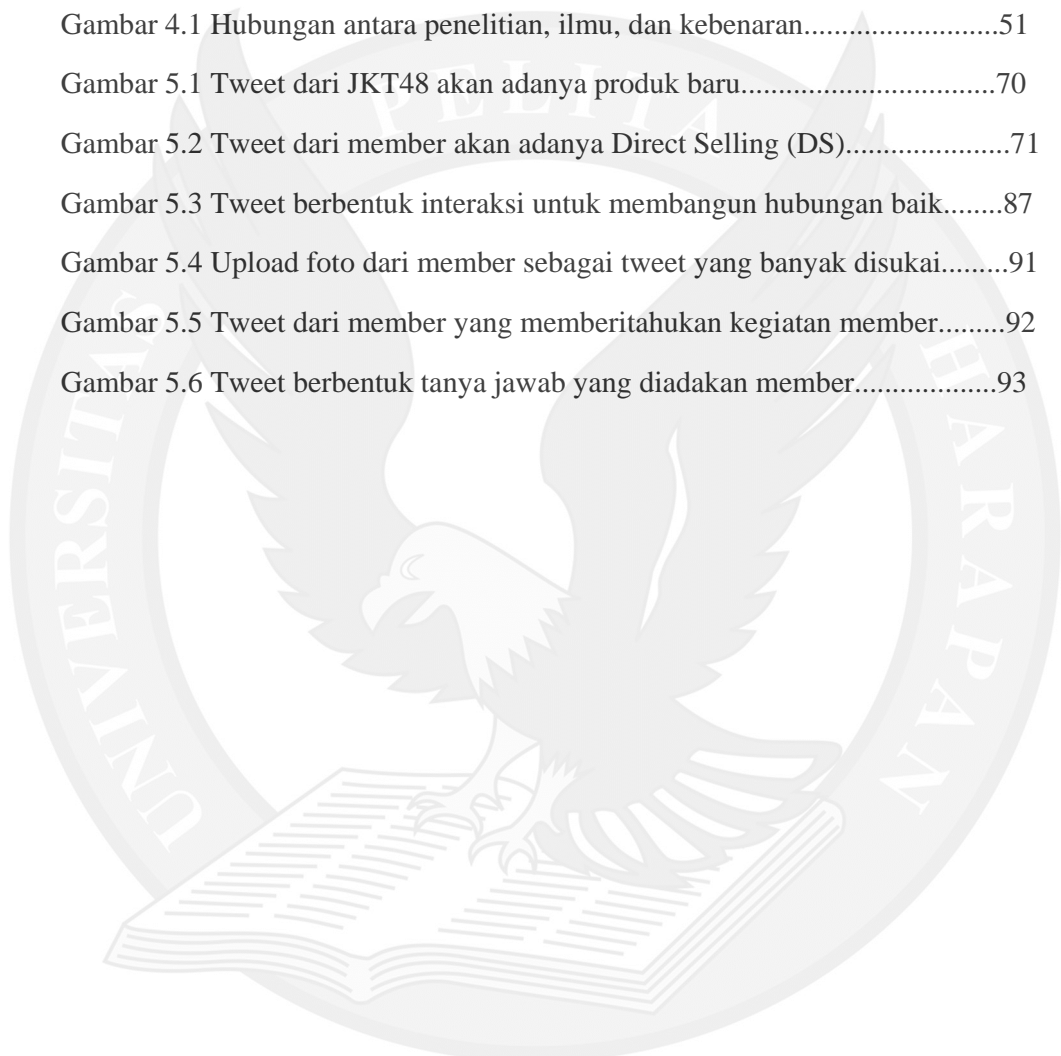 Gambar 4.1 Hubungan antara penelitian, ilmu, dan kebenaran..........................51
Gambar 5.1 Tweet dari JKT48 akan adanya produk baru..................................70
Gambar 5.2 Tweet dari member akan adanya Direct Selling (DS)......................71
Gambar 5.3 Tweet berbentuk interaksi untuk membangun hubungan baik........87
Gambar 5.4 Upload foto dari member sebagai tweet yang banyak disukai.........91
Gambar 5.5 Tweet dari member yang memberitahukan kegiatan member.........92
Gambar 5.6 Tweet berbentuk tanya jawab yang diadakan member...................93
UNIVERSITAS PELITA HARAPAN